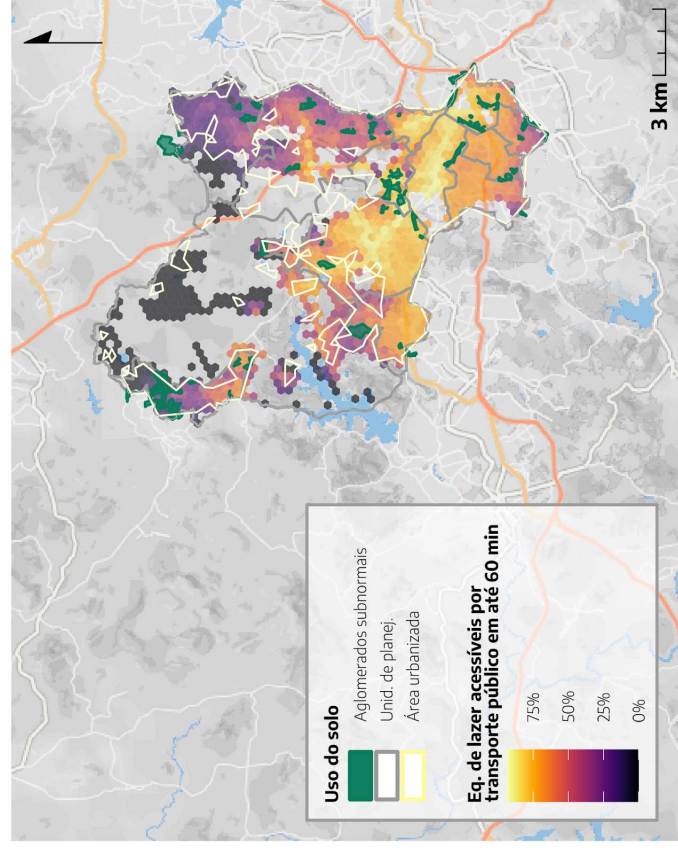 Uso do solo
Aglomerados subnormais
Unid. de planej.
Área urbanizada
Eq. de lazer acessíveis por
transporte público em até 60 min
75%
50%
25%
0%
3 km